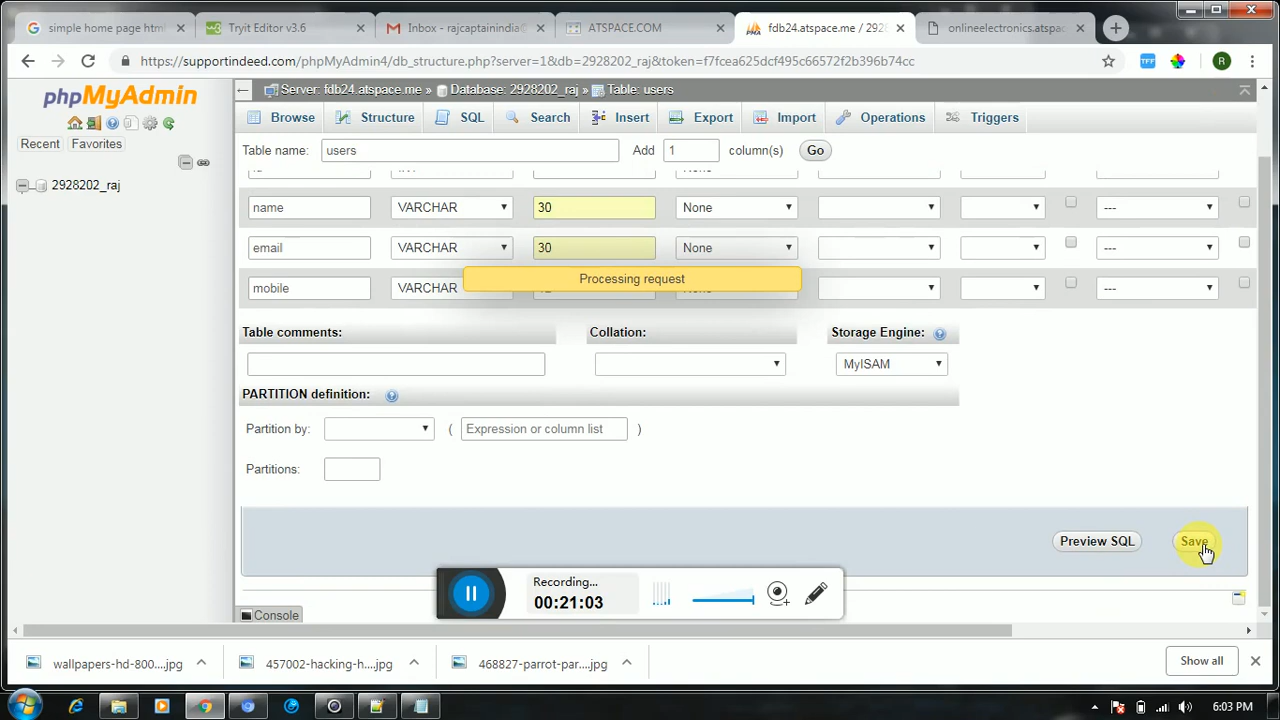 simple home page html
Tryit Editor v3.6
Inbox - rajcaptainindia
ATSPACE.COM
fdb24.atspace.me / 292
onlineelectronics.atspac
https://supportindeed.com/phpMyAdmin4/db_structure.php?server=1&db=2928202_raj&token=f7fce625dcf495c66572f2b396b74cc
TFF
R
phpMyAdmin
Recent
Favorites
2928202_raj
Server: fdb24.atspace.me » Database: 2928202_raj » Table: users
Browse
Structure
SQL
Search
Insert
Export
Import
Operations
Triggers
Table name:
users
Add
1
column(s)
Go
name
VARCHAR
30
None
---
email
VARCHAR
30
None
---
Processing request
mobile
VARCHAR
---
Table comments:
Collation:
Storage Engine:
MyISAM
PARTITION definition:
Partition by:
(
Expression or column list
)
Partitions:
Preview SQL
Save
Recording...
00:21:03
Console
wallpapers-hd-800....jpg
457002-hacking-h....jpg
468827-parrot-par....jpg
Show all
6:03 PM